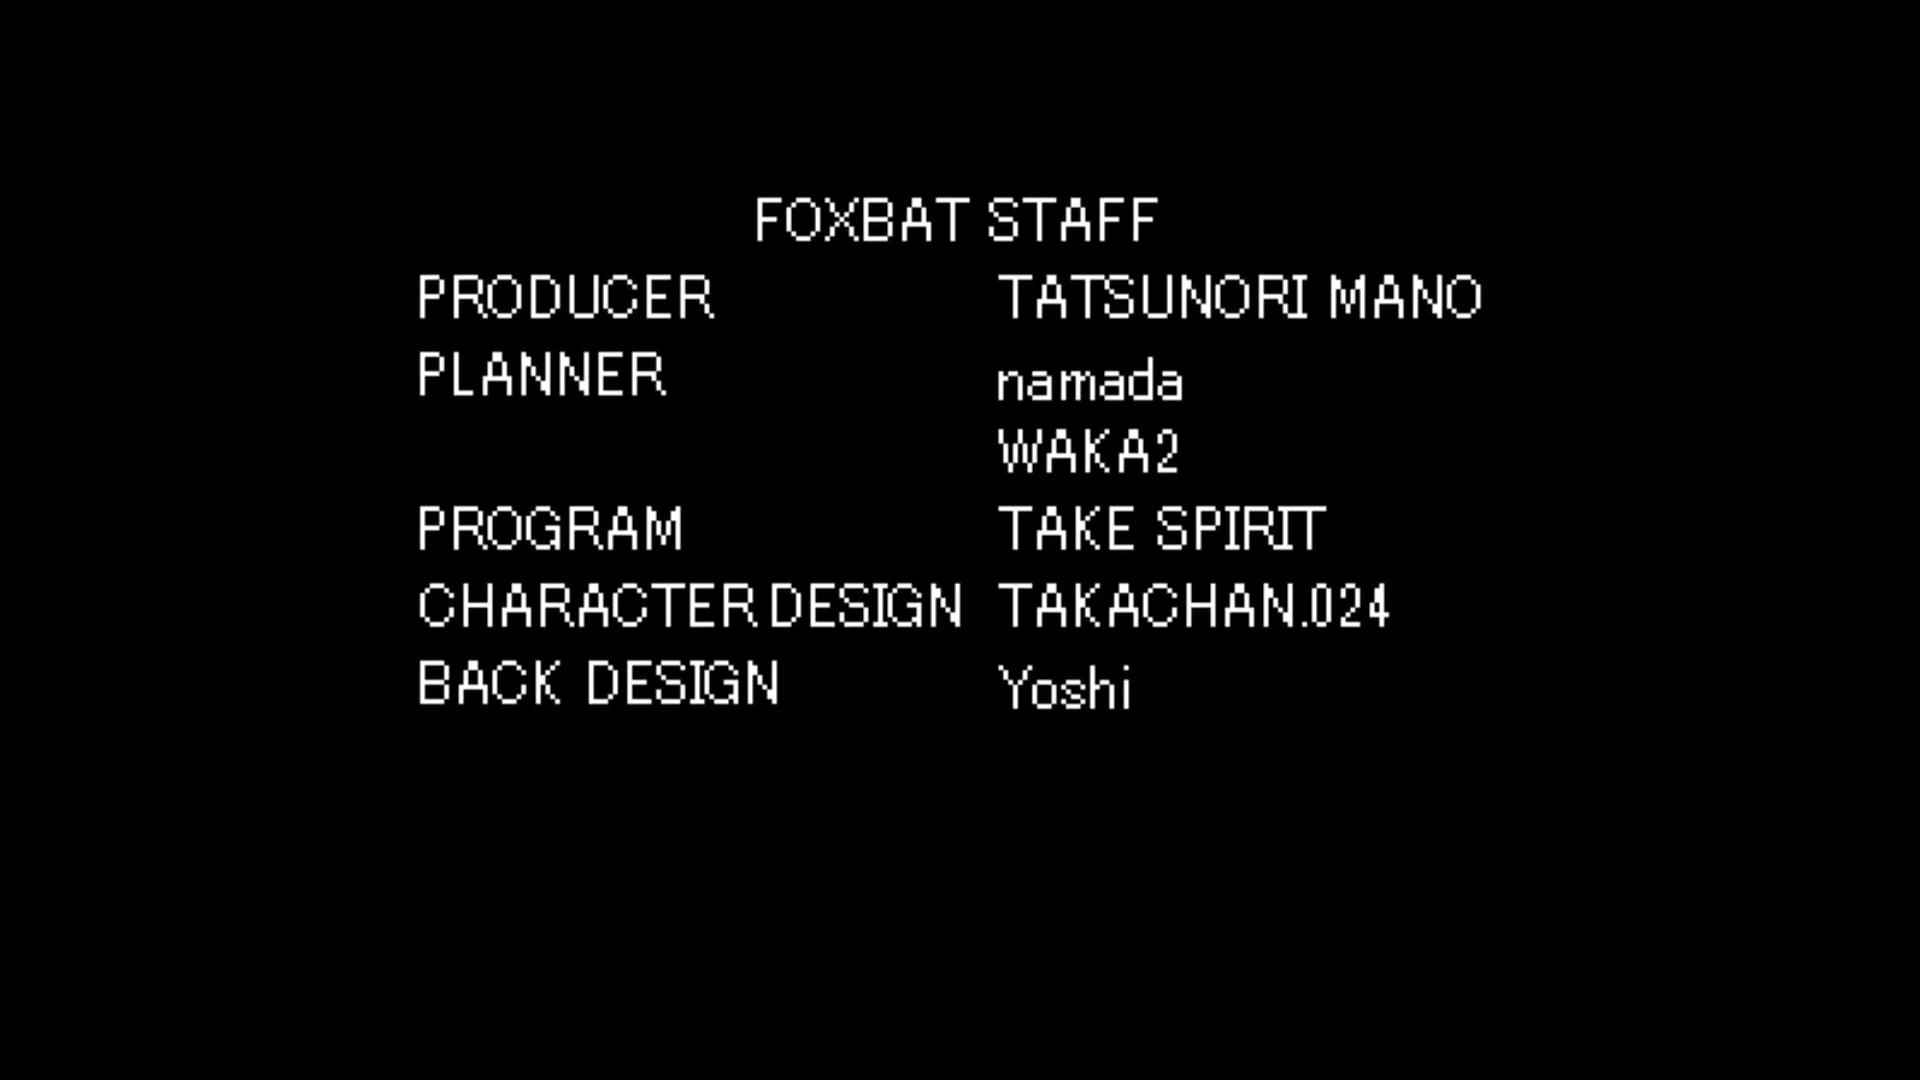 FOXBAT STAFF
PRODUCER TATSUNORI MANO
PLANNER namada
WAKA2
PROGRAM TAKE SPIRIT
CHARACTER DESIGN TAKACHAN.024
BACK DESIGN Yoshi